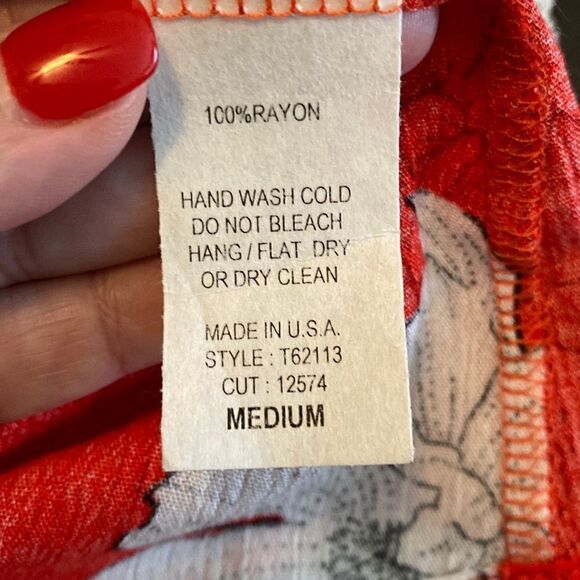 100%RAYON
HAND WASH COLD
DO NOT BLEACH
HANG / FLAT DRY
OR DRY CLEAN
MADE IN U.S.A.
STYLE : T62113
CUT : 12574
MEDIUM